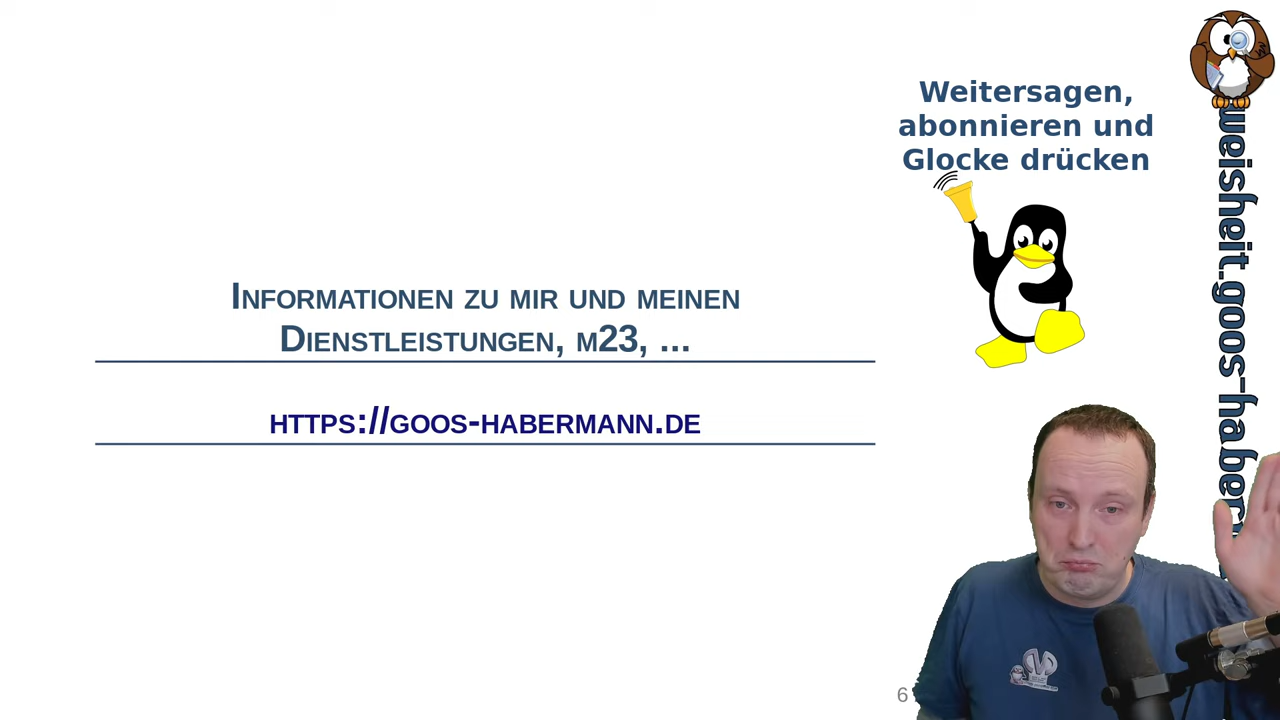 Weitersagen,
abonnieren und
Glocke drücken
weisheit.goos-haber
Informationen zu mir und meinen
Dienstleistungen, m23, ...
https://goos-habermann.de
6